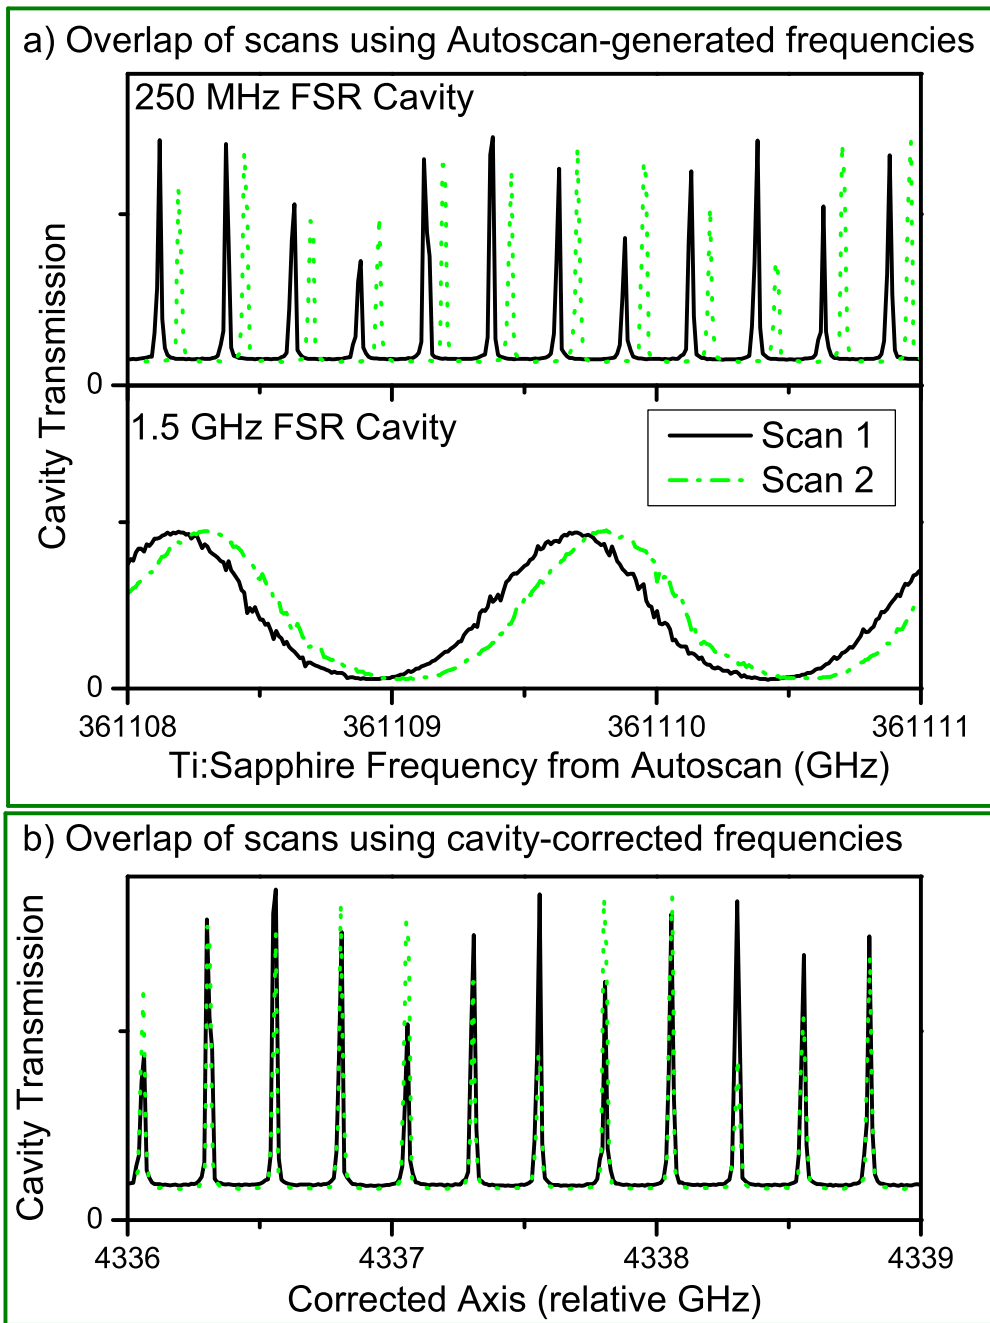 a) Overlap of scans using Autoscan-generated frequencies
250 MHz FSR Cavity
Cavity Transmission
0
1.5 GHz FSR Cavity
Scan 1
Scan 2
0
361108 361109 361110 361111
Ti:Sapphire Frequency from Autoscan (GHz)
b) Overlap of scans using cavity-corrected frequencies
Cavity Transmission
0
4336 4337 4338 4339
Corrected Axis (relative GHz)